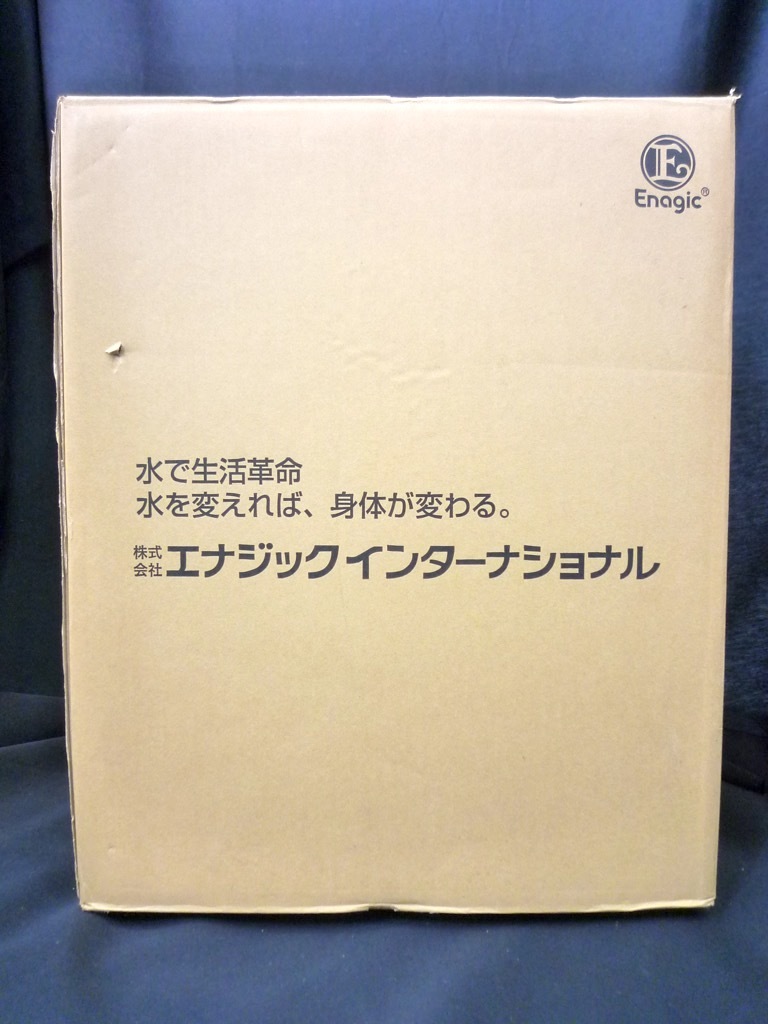 E
Enagic®
水で生活革命
水を変えれば、身体が変わる。
株式会社エナジックインターナショナル